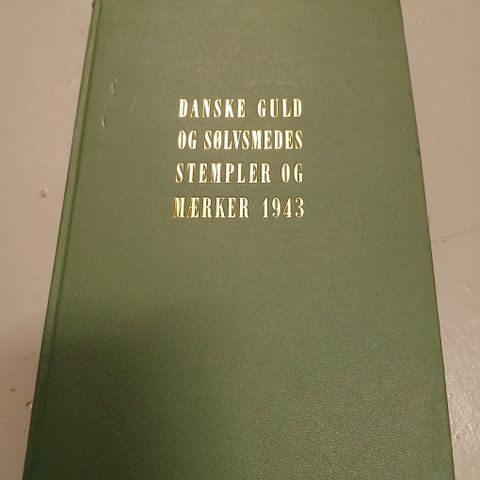 DANSKE GULD
OG SØLVSMEDES
STEMPLER OG
MÆRKER 1943